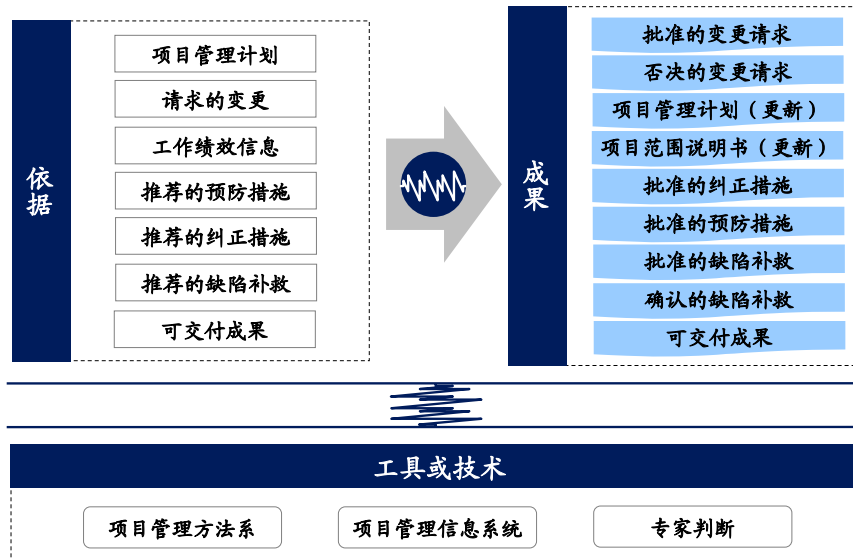 依据
项目管理计划
请求的变更
工作绩效信息
推荐的预防措施
推荐的纠正措施
推荐的缺陷补救
可交付成果
成果
批准的变更请求
否决的变更请求
项目管理计划（更新）
项目范围说明书（更新）
批准的纠正措施
批准的预防措施
批准的缺陷补救
确认的缺陷补救
可交付成果
工具或技术
项目管理方法系
项目管理信息系统
专家判断